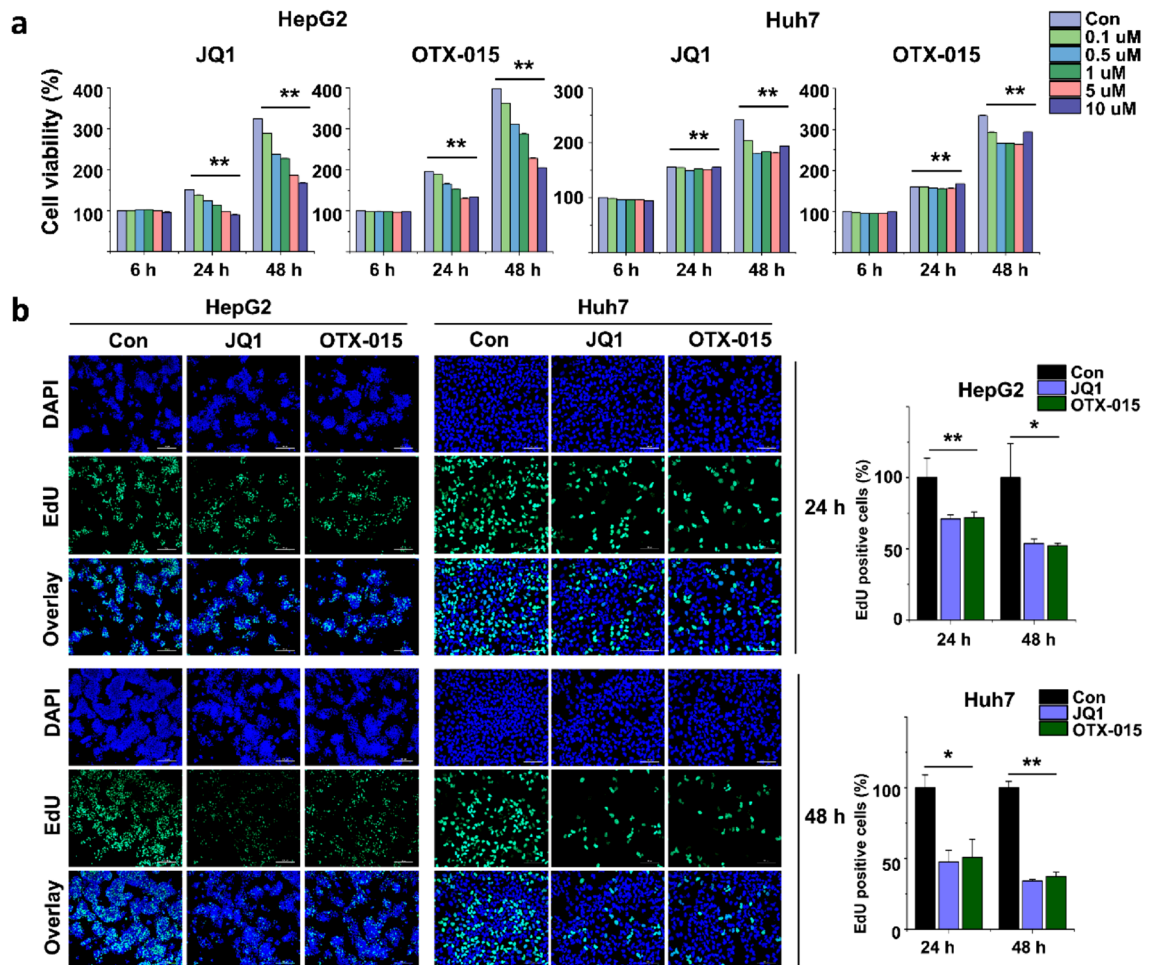 a
HepG2
Huh7
JQ1
OTX-015
JQ1
OTX-015
Con
0.1 uM
0.5 uM
1 uM
5 uM
10 uM
Cell viability (%)
400
300
200
100
**
**
6 h
24 h
48 h
400
300
200
100
**
**
6 h
24 h
48 h
300
200
100
0
**
**
6 h
24 h
48 h
400
300
200
100
0
**
**
6 h
24 h
48 h
b
HepG2
Huh7
Con
JQ1
OTX-015
Con
JQ1
OTX-015
DAPI
EdU
Overlay
24 h
DAPI
EdU
Overlay
48 h
HepG2
Con
JQ1
OTX-015
EdU positive cells (%)
100
50
0
**
*
24 h
48 h
Huh7
Con
JQ1
OTX-015
EdU positive cells (%)
100
50
0
*
**
24 h
48 h